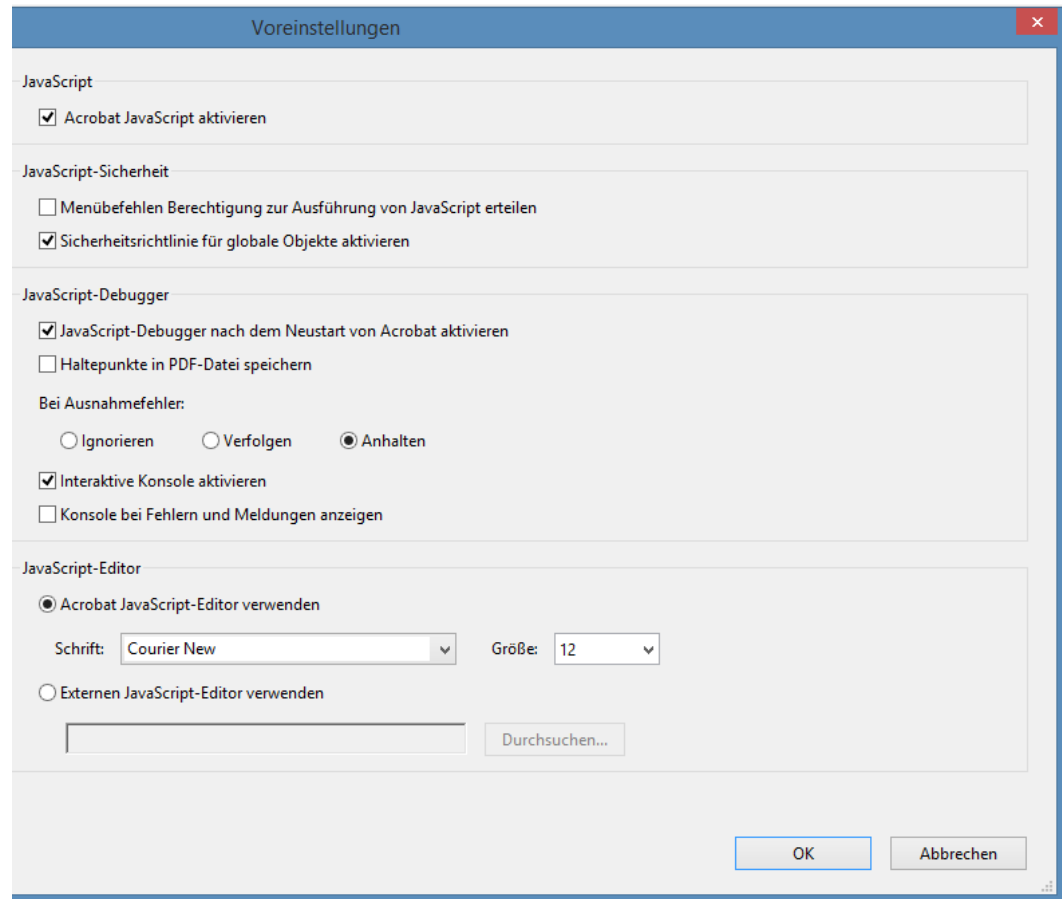 Voreinstellungen
JavaScript
Acrobat JavaScript aktivieren
JavaScript-Sicherheit
Menübefehlen Berechtigung zur Ausführung von JavaScript erteilen
Sicherheitsrichtlinie für globale Objekte aktivieren
JavaScript-Debugger
JavaScript-Debugger nach dem Neustart von Acrobat aktivieren
Haltepunkte in PDF-Datei speichern
Bei Ausnahmefehler:
Ignorieren Verfolgen Anhalten
Interaktive Konsole aktivieren
Konsole bei Fehlern und Meldungen anzeigen
JavaScript-Editor
Acrobat JavaScript-Editor verwenden
Schrift: Courier New Größe: 12
Externen JavaScript-Editor verwenden
Durchsuchen...
OK Abbrechen